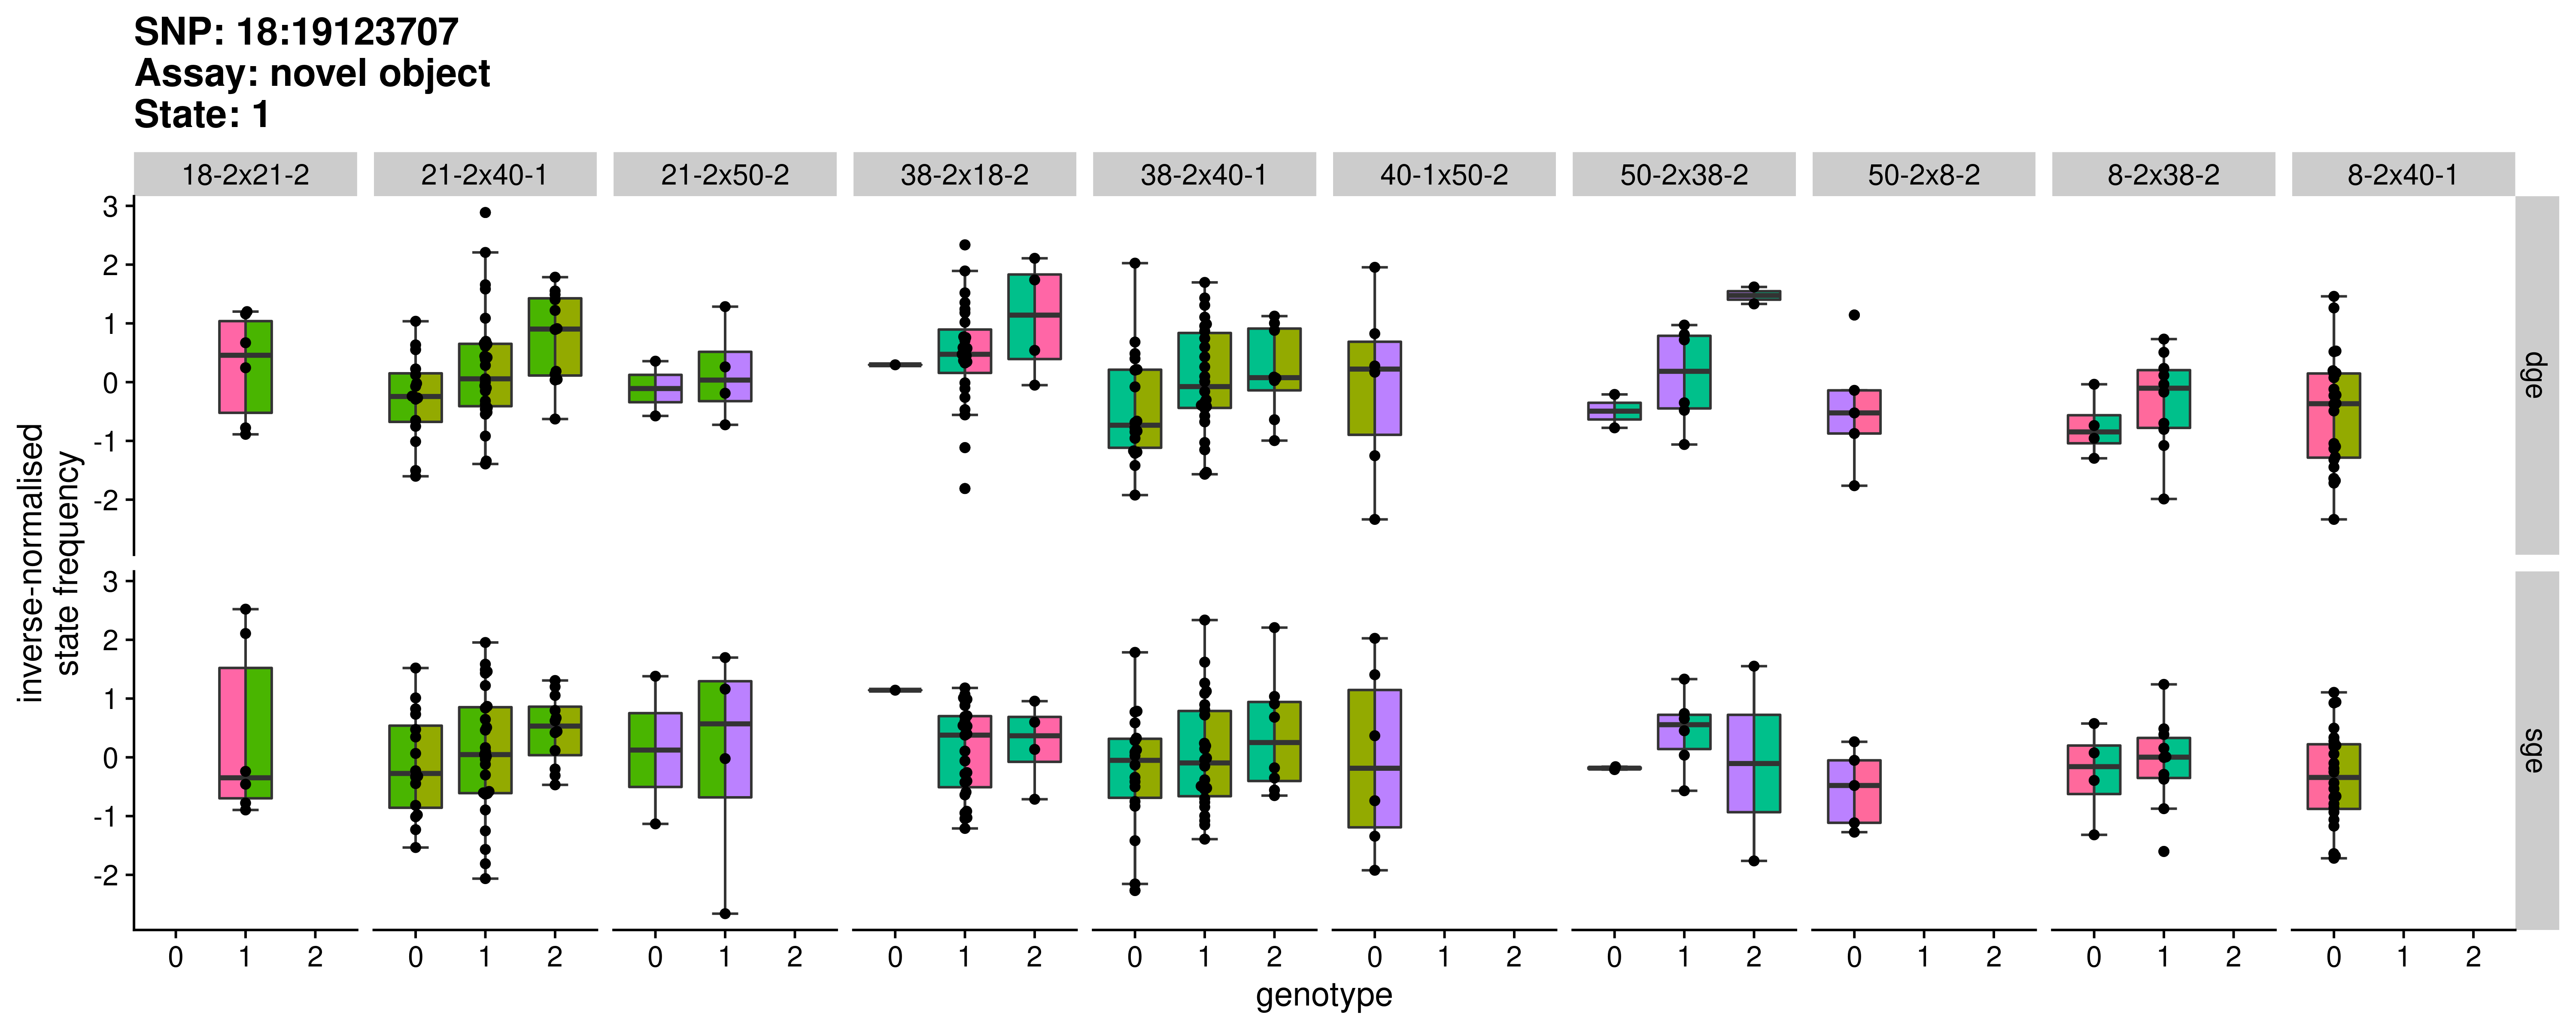 SNP: 18:19123707
Assay: novel object
State: 1
18-2x21-2 21-2x40-1 21-2x50-2 38-2x18-2 38-2x40-1 40-1x50-2 50-2x38-2 50-2x8-2 8-2x38-2 8-2x40-1
3
2
1
0
-1
-2
dge
3
2
1
0
-1
-2
sge
inverse-normalised
state frequency
0 1 2 0 1 2 0 1 2 0 1 2 0 1 2 0 1 2 0 1 2 0 1 2 0 1 2 0 1 2
genotype